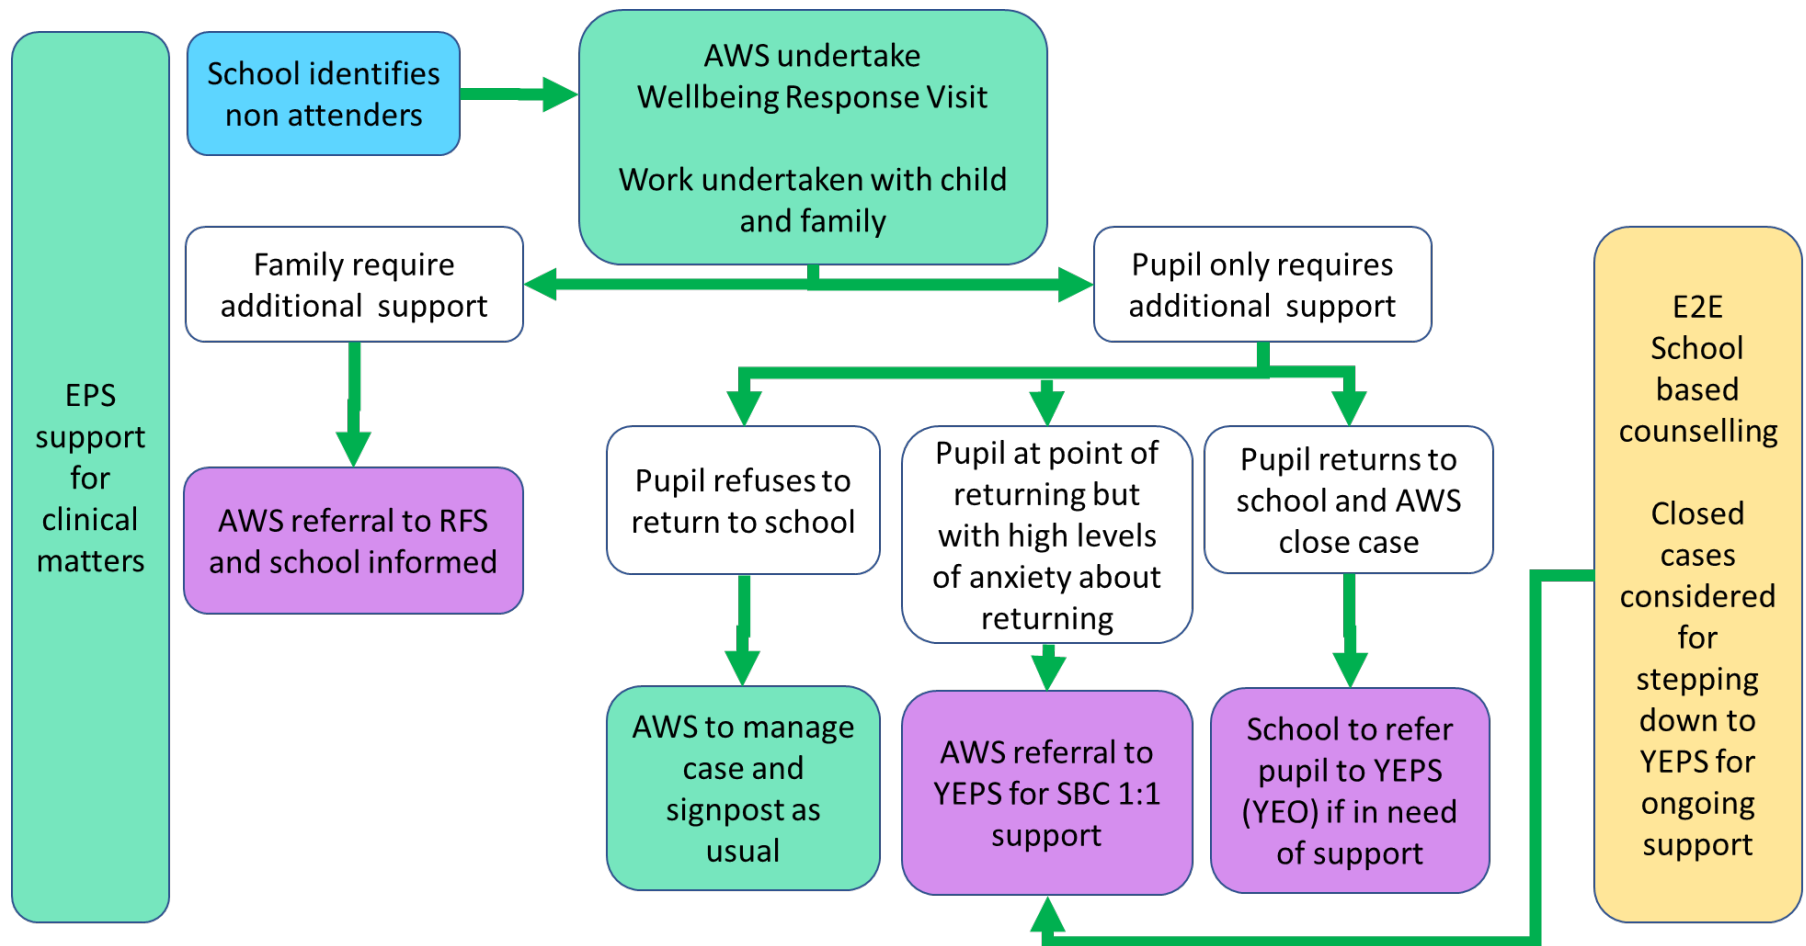 School identifies
non attenders
AWS undertake
Wellbeing Response Visit
Work undertaken with child
and family
Family require
additional support
Pupil only requires
additional support
EPS
support
for
clinical
matters
AWS referral to RFS
and school informed
Pupil refuses to
return to school
Pupil at point of
returning but
with high levels
of anxiety about
returning
Pupil returns to
school and AWS
close case
AWS to manage
case and
signpost as
usual
AWS referral to
YEPS for SBC 1:1
support
School to refer
pupil to YEPS
(YEO) if in need
of support
E2E
School
based
counselling
Closed
cases
considered
for
stepping
down to
YEPS for
ongoing
support